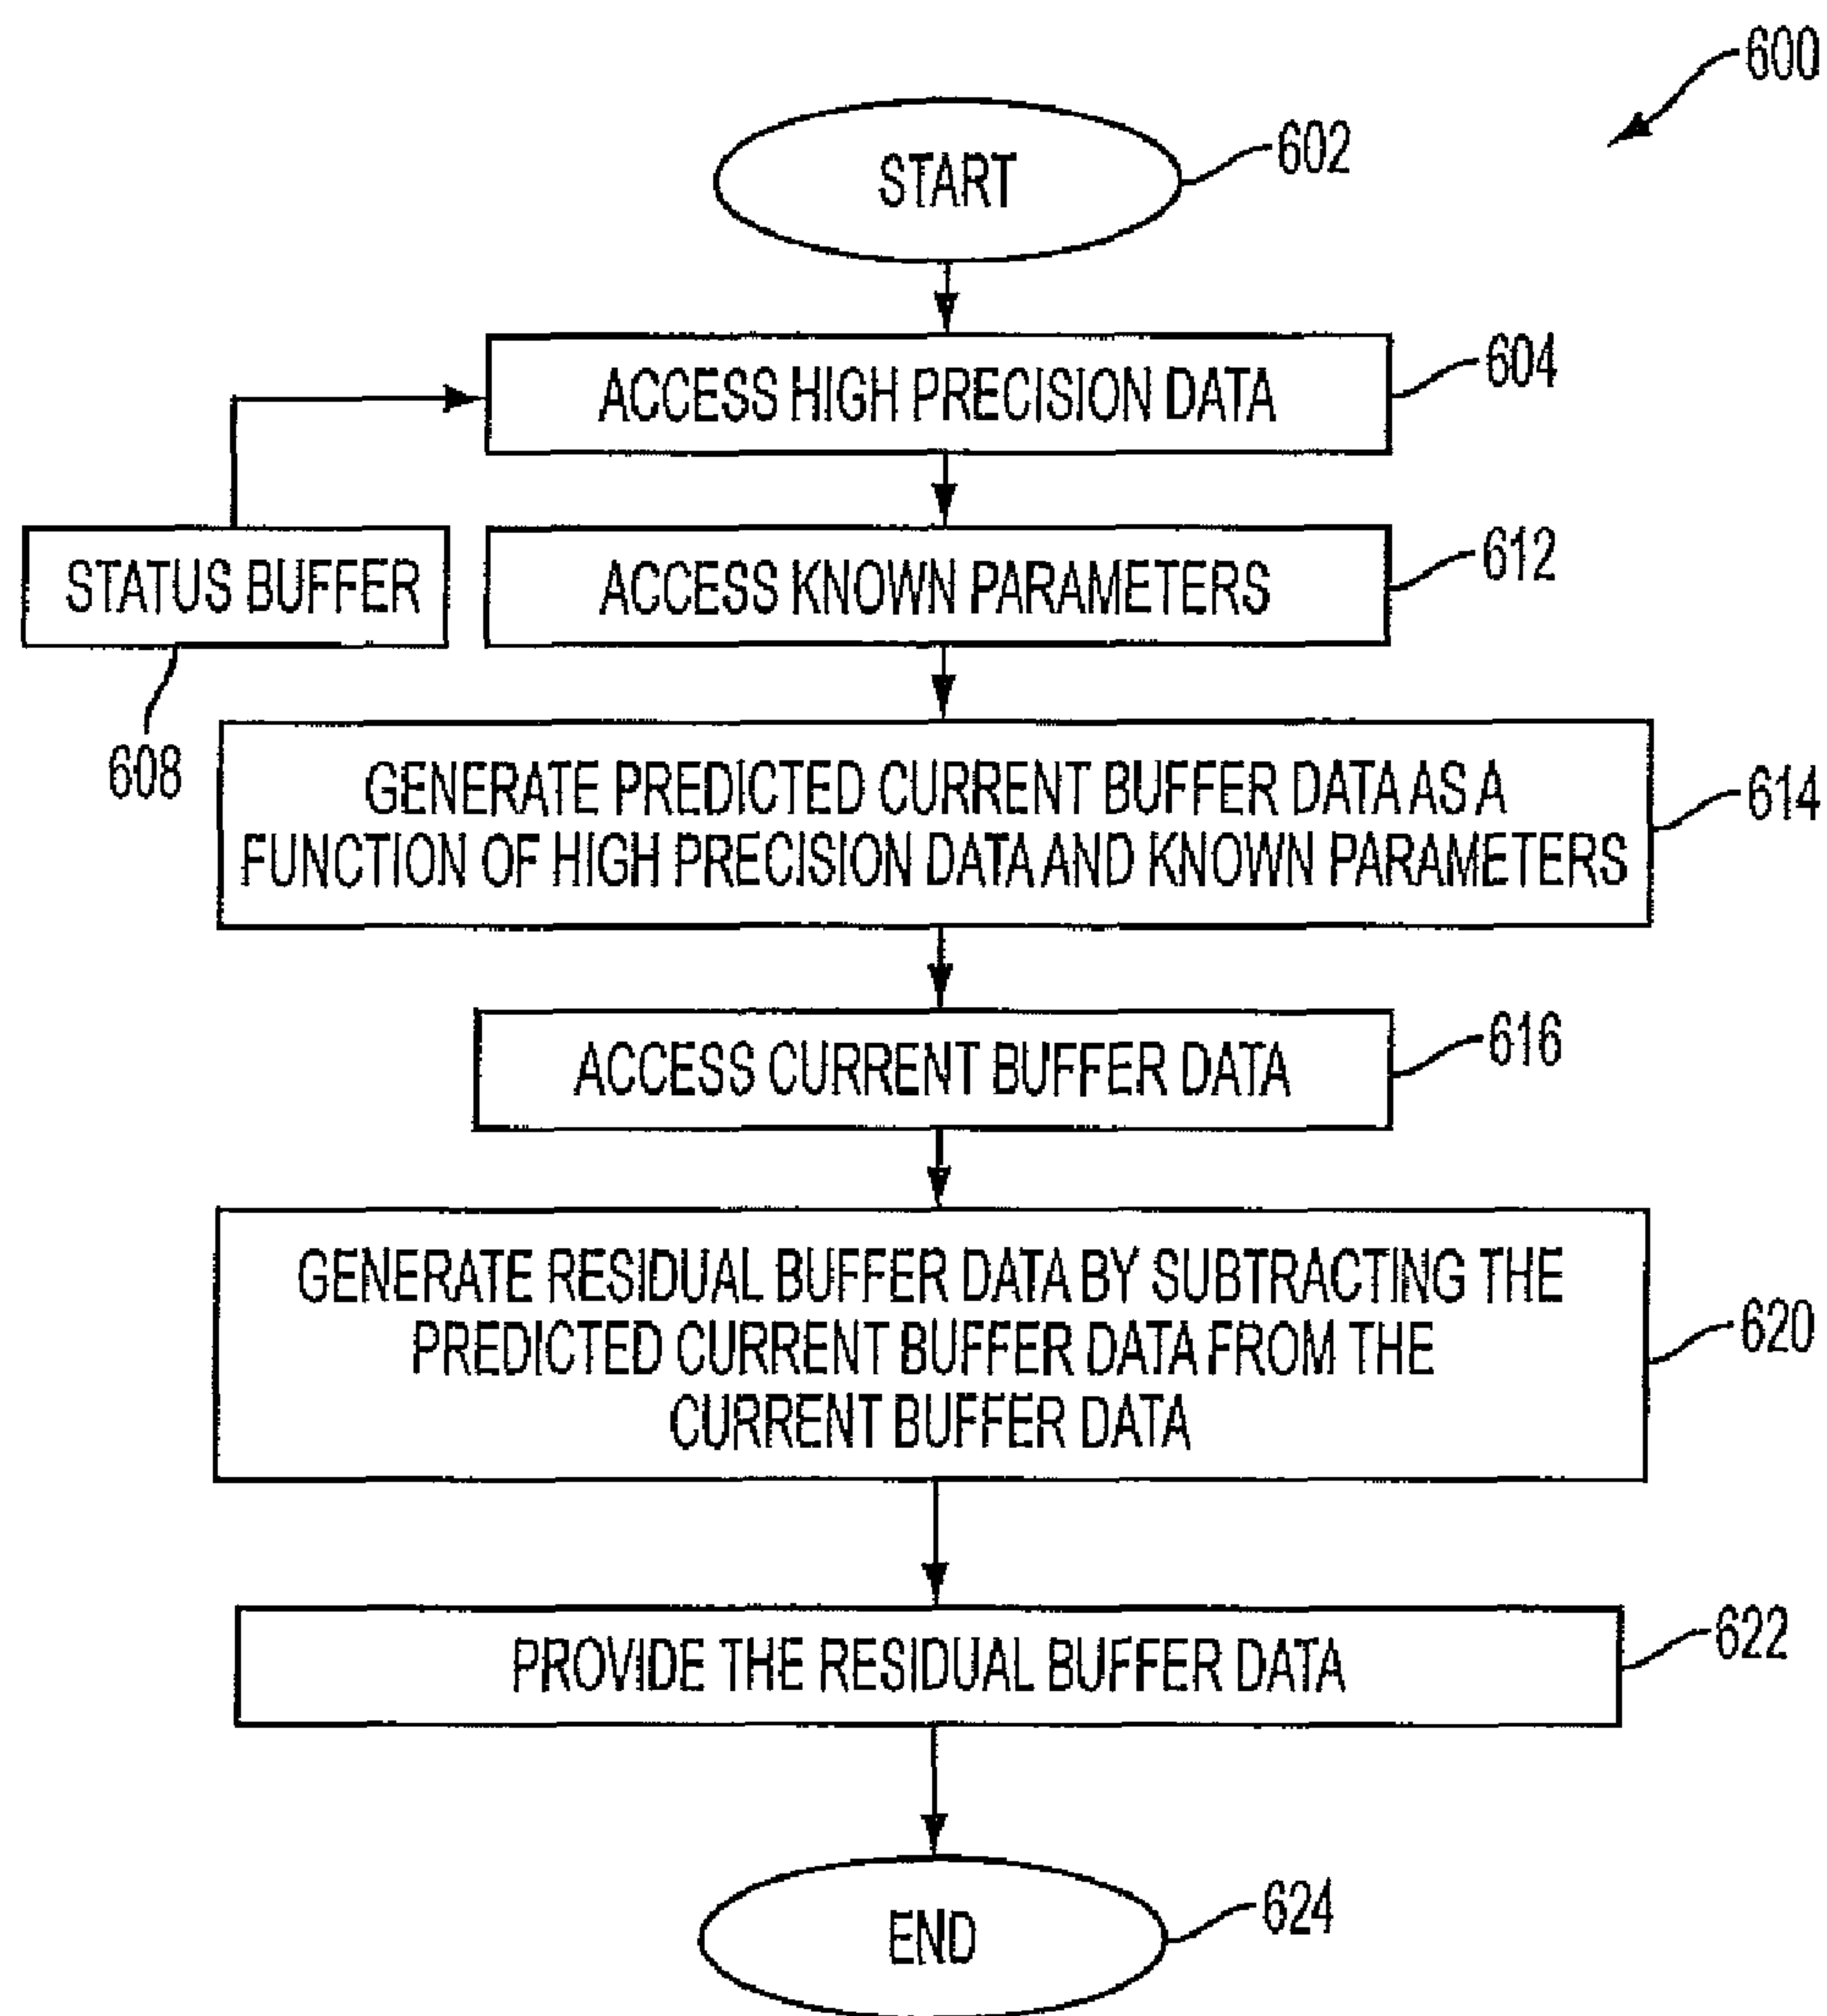 600
START
602
ACCESS HIGH PRECISION DATA
604
STATUS BUFFER
608
ACCESS KNOWN PARAMETERS
612
GENERATE PREDICTED CURRENT BUFFER DATA AS A
FUNCTION OF HIGH PRECISION DATA AND KNOWN PARAMETERS
614
ACCESS CURRENT BUFFER DATA
616
GENERATE RESIDUAL BUFFER DATA BY SUBTRACTING THE
PREDICTED CURRENT BUFFER DATA FROM THE
CURRENT BUFFER DATA
620
PROVIDE THE RESIDUAL BUFFER DATA
622
END
624